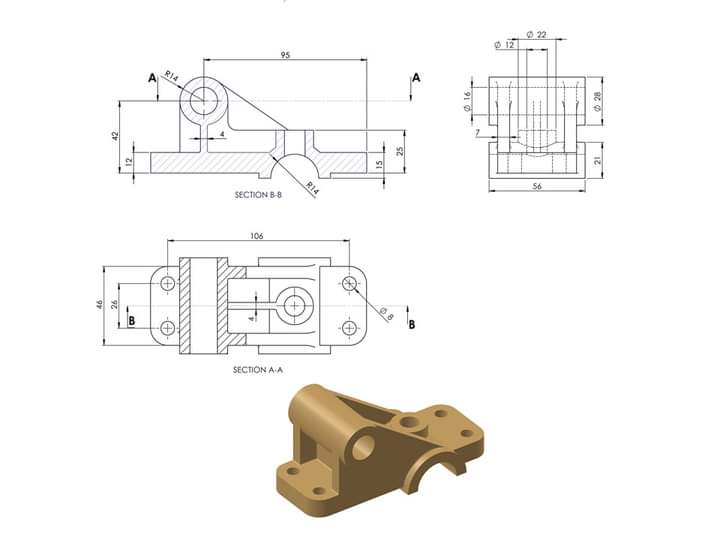 95
R14
A
A
42
4
12
15
25
R14
SECTION B-B
Ø 22
Ø 12
Ø 16
Ø 28
7
21
56
106
46
26
B
4
Ø 8
B
SECTION A-A